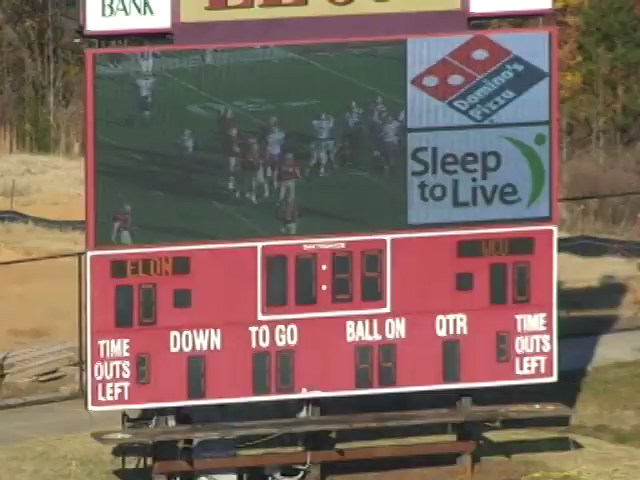 BANK
Domino's
Pizza
Sleep
to Live
ELON
DOWN
TO GO
BALL ON
QTR
TIME
OUTS
LEFT
TIME
OUTS
LEFT